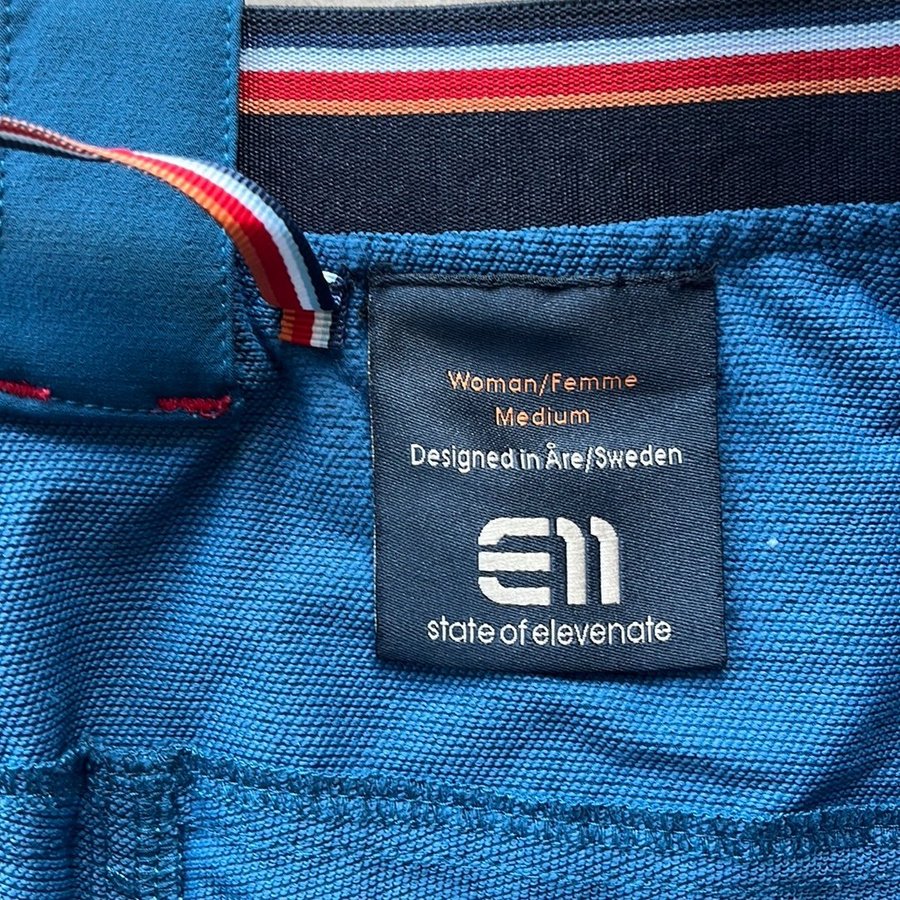 Woman/Femme
Medium
Designed in Åre/Sweden
E11
state of elevenate